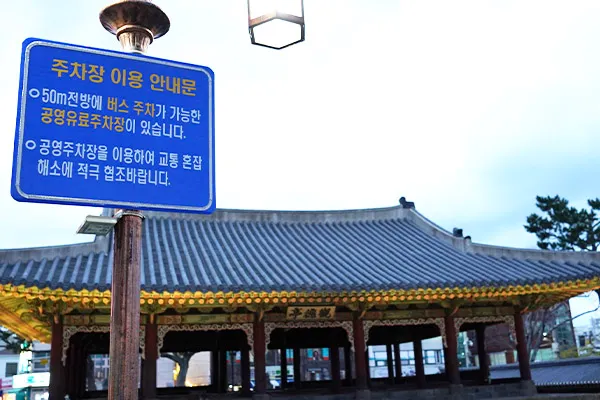 주차장 이용 안내문
50m전방에 버스 주차가 가능한
공영유료주차장이 있습니다.
공영주차장을 이용하여 교통 혼잡
해소에 적극 협조바랍니다.
觀德亭